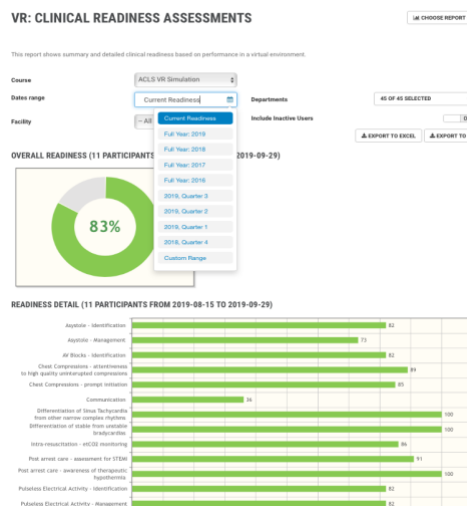 VR: CLINICAL READINESS ASSESSMENTS
CHOOSE REPORT
This report shows summary and detailed clinical readiness based on performance in a virtual environment.
Course
ACLS VR Simulation
Dates range
Current Readiness
Departments
45 OF 45 SELECTED
Facility
-- All
Include Inactive Users
Current Readiness
Full Year: 2019
Full Year: 2018
Full Year: 2017
Full Year: 2016
2019, Quarter 3
2019, Quarter 2
2019, Quarter 1
2018, Quarter 4
Custom Range
EXPORT TO EXCEL
EXPORT TO
OVERALL READINESS (11 PARTICIPANTS
2019-09-29)
83%
READINESS DETAIL (11 PARTICIPANTS FROM 2019-08-15 TO 2019-09-29)
Asystole - Identification 82
Asystole - Management 73
AV Blocks - Identification 82
Chest Compressions - attentiveness
to high quality uninterrupted compressions 89
Chest Compressions - prompt initiation 85
Communication 36
Differentiation of Sinus Tachycardia
from other narrow complex rhythms 100
Differentiation of stable from unstable
bradycardias 100
Intra-resuscitation - etCO2 monitoring 86
Post arrest care - assessment for STEMI 91
Post arrest care - awareness of therapeutic
hypothermia 100
Pulseless Electrical Activity - Identification 82
Pulseless Electrical Activity - Management 82